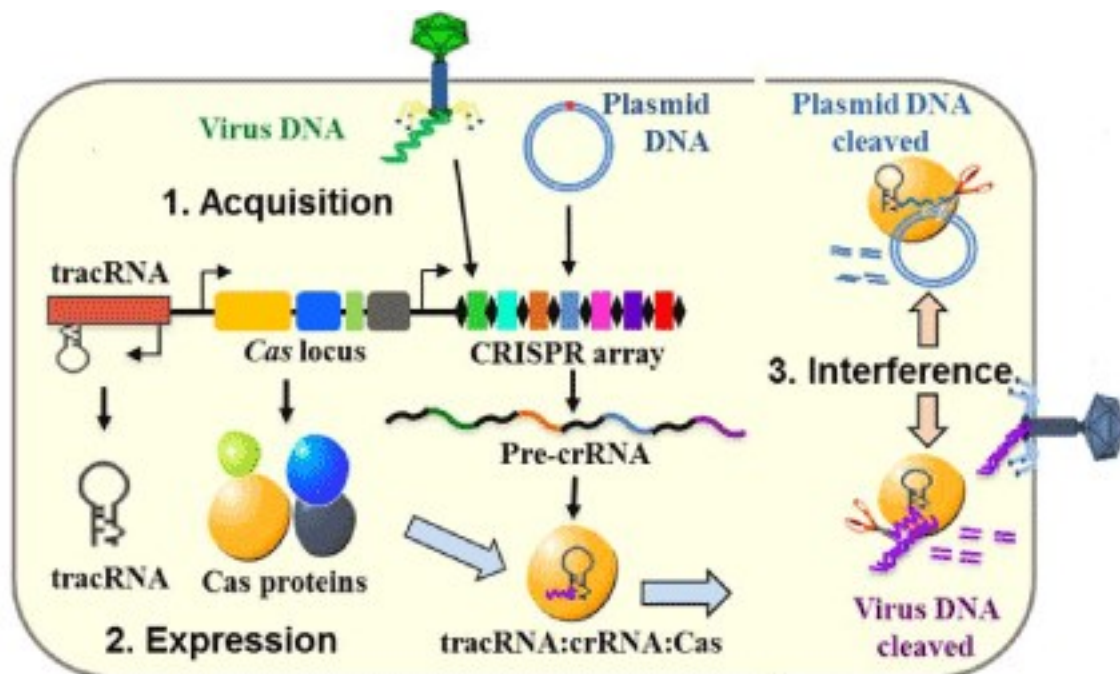 Virus DNA
Plasmid
DNA
Plasmid DNA
cleaved
1. Acquisition
tracRNA
Cas locus
CRISPR array
3. Interference
Pre-crRNA
tracRNA
Cas proteins
2. Expression
tracRNA:crRNA:Cas
Virus DNA
cleaved